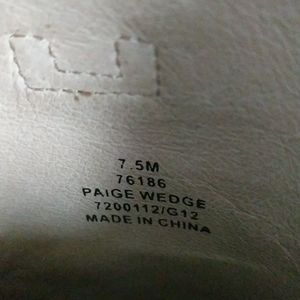 7.5M
76186
PAIGE WEDGE
7200112/G12
MADE IN CHINA